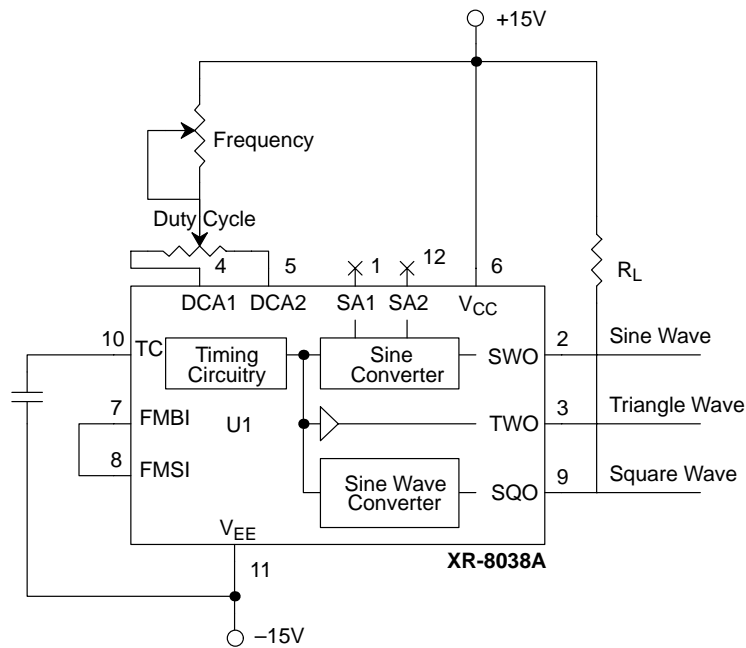 +15V
Frequency
Duty Cycle
4 5 1 12 6
DCA1 DCA2 SA1 SA2 VCC
RL
10 TC
Timing
Circuitry
Sine
Converter
SWO 2 Sine Wave
7 FMBI
U1
TWO 3 Triangle Wave
8 FMSI
Sine Wave
Converter
SQO 9 Square Wave
VEE
11
XR-8038A
–15V